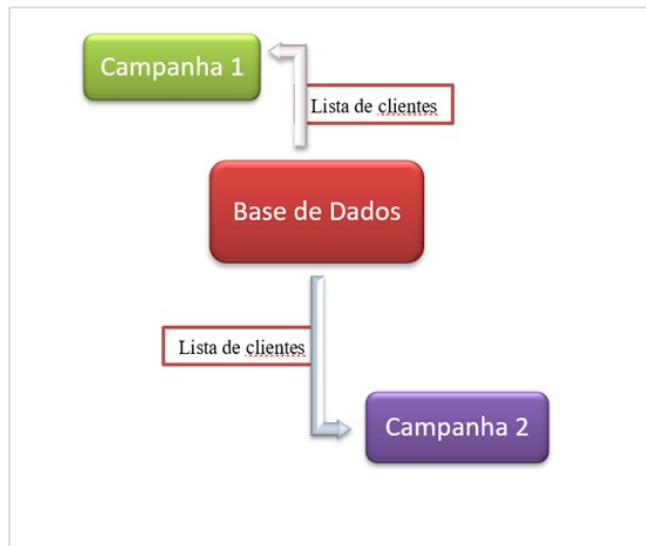 Campanha 1
Lista de clientes
Base de Dados
Lista de clientes
Campanha 2